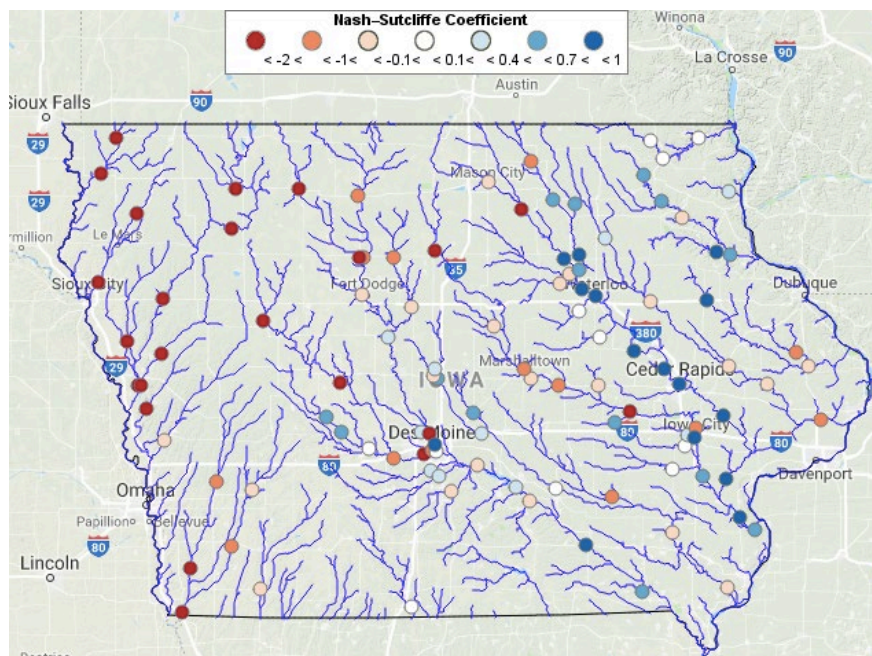 Nash–Sutcliffe Coefficient
< -2 < < -1 < < -0.1 < < 0.1 < < 0.4 < < 0.7 < < 1
Winona
90
La Crosse
Austin
Sioux Falls
90
29
Mason City
29
Le Mars
rmillion
35
Sioux City
Fort Dodge
Waterloo
Dubuque
380
29
Marshalltown
IOWA
Cedar Rapids
Des Moines
80
Iowa City
80
80
Davenport
Omaha
Papillion
Bellevue
80
Lincoln